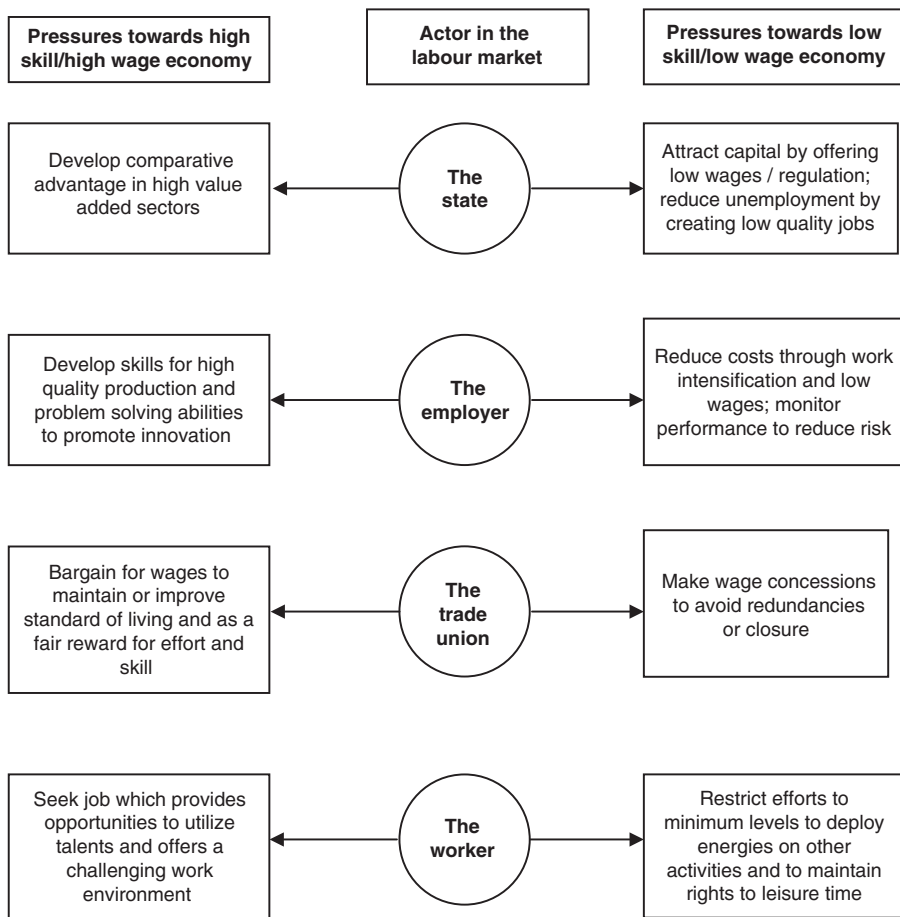 Pressures towards high
skill/high wage economy
Actor in the
labour market
Pressures towards low
skill/low wage economy
Develop comparative
advantage in high value
added sectors
The
state
Attract capital by offering
low wages / regulation;
reduce unemployment by
creating low quality jobs
Develop skills for high
quality production and
problem solving abilities
to promote innovation
The
employer
Reduce costs through work
intensification and low
wages; monitor
performance to reduce risk
Bargain for wages to
maintain or improve
standard of living and as a
fair reward for effort and
skill
The
trade
union
Make wage concessions
to avoid redundancies
or closure
Seek job which provides
opportunities to utilize
talents and offers a
challenging work
environment
The
worker
Restrict efforts to
minimum levels to deploy
energies on other
activities and to maintain
rights to leisure time